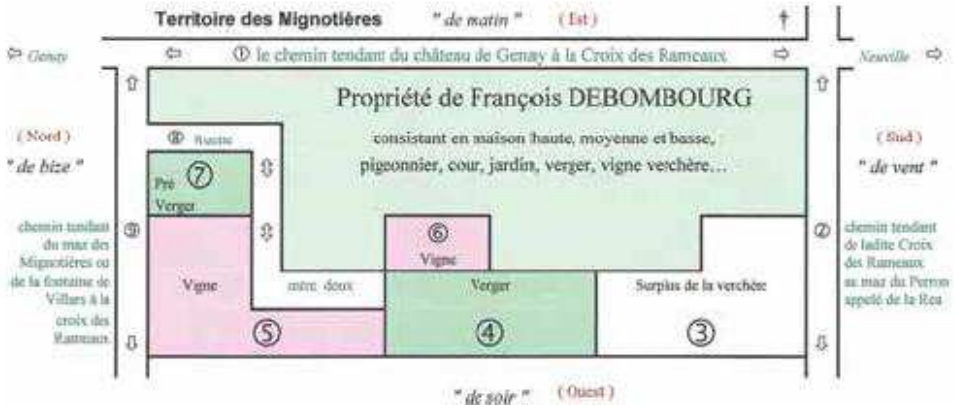 Territoire des Mignotières " de matin " ( Est ) †
⇦ Genay ⇦ ① le chemin tendant du château de Genay à la Croix des Rameaux ⇨ Neuville ⇨
Propriété de François DEBOMBOURG
consistant en maison haute, moyenne et basse,
pigeonnier, cour, jardin, verger, vigne verchère…
( Nord )
" de bize "
( Sud )
" de vent "
⑧
⑦
Pré
Verger
⑥
Vigne
⑨
chemin tendant
du maz des
Mignotières ou
de la fontaine de
Villars à la
croix des
Rameaux
②
chemin tendant
de ladite Croix
des Rameaux
au maz du Perron
appelé de la Rea
Vigne
entre deux
Verger
Surplus de la verchère
⑤
④
③
" de soir " ( Ouest )